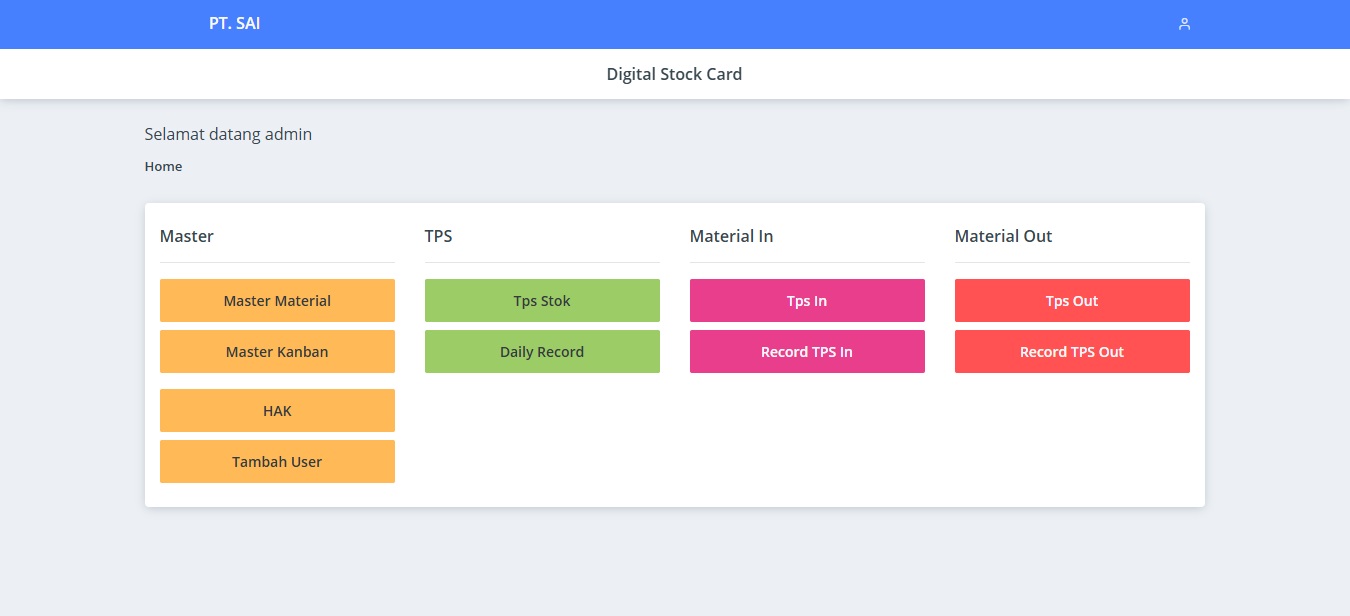 PT. SAI
Digital Stock Card
Selamat datang admin
Home
Master
Master Material
Master Kanban
HAK
Tambah User
TPS
Tps Stok
Daily Record
Material In
Tps In
Record TPS In
Material Out
Tps Out
Record TPS Out